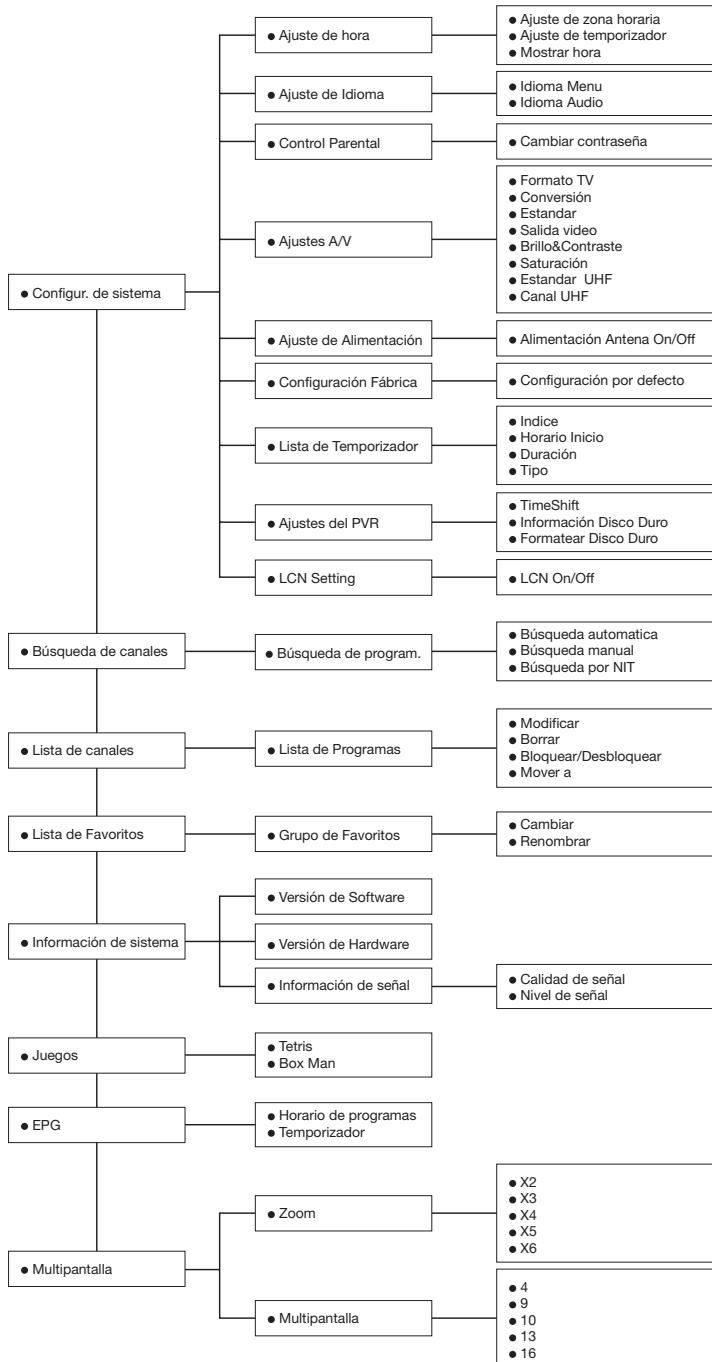 ● Ajuste de hora
● Ajuste de zona horaria
● Ajuste de temporizador
● Mostrar hora
● Ajuste de Idioma
● Idioma Menu
● Idioma Audio
● Control Parental
● Cambiar contraseña
● Ajustes A/V
● Formato TV
● Conversión
● Estandar
● Salida video
● Brillo&Contraste
● Saturación
● Estandar UHF
● Canal UHF
● Configur. de sistema
● Ajuste de Alimentación
● Alimentación Antena On/Off
● Configuración Fábrica
● Configuración por defecto
● Lista de Temporizador
● Indice
● Horario Inicio
● Duración
● Tipo
● Ajustes del PVR
● TimeShift
● Información Disco Duro
● Formatear Disco Duro
● LCN Setting
● LCN On/Off
● Búsqueda de canales
● Búsqueda de program.
● Búsqueda automatica
● Búsqueda manual
● Búsqueda por NIT
● Lista de canales
● Lista de Programas
● Modificar
● Borrar
● Bloquear/Desbloquear
● Mover a
● Lista de Favoritos
● Grupo de Favoritos
● Cambiar
● Renombrar
● Información de sistema
● Versión de Software
● Versión de Hardware
● Información de señal
● Calidad de señal
● Nivel de señal
● Juegos
● Tetris
● Box Man
● EPG
● Horario de programas
● Temporizador
● Multipantalla
● Zoom
● X2
● X3
● X4
● X5
● X6
● Multipantalla
● 4
● 9
● 10
● 13
● 16